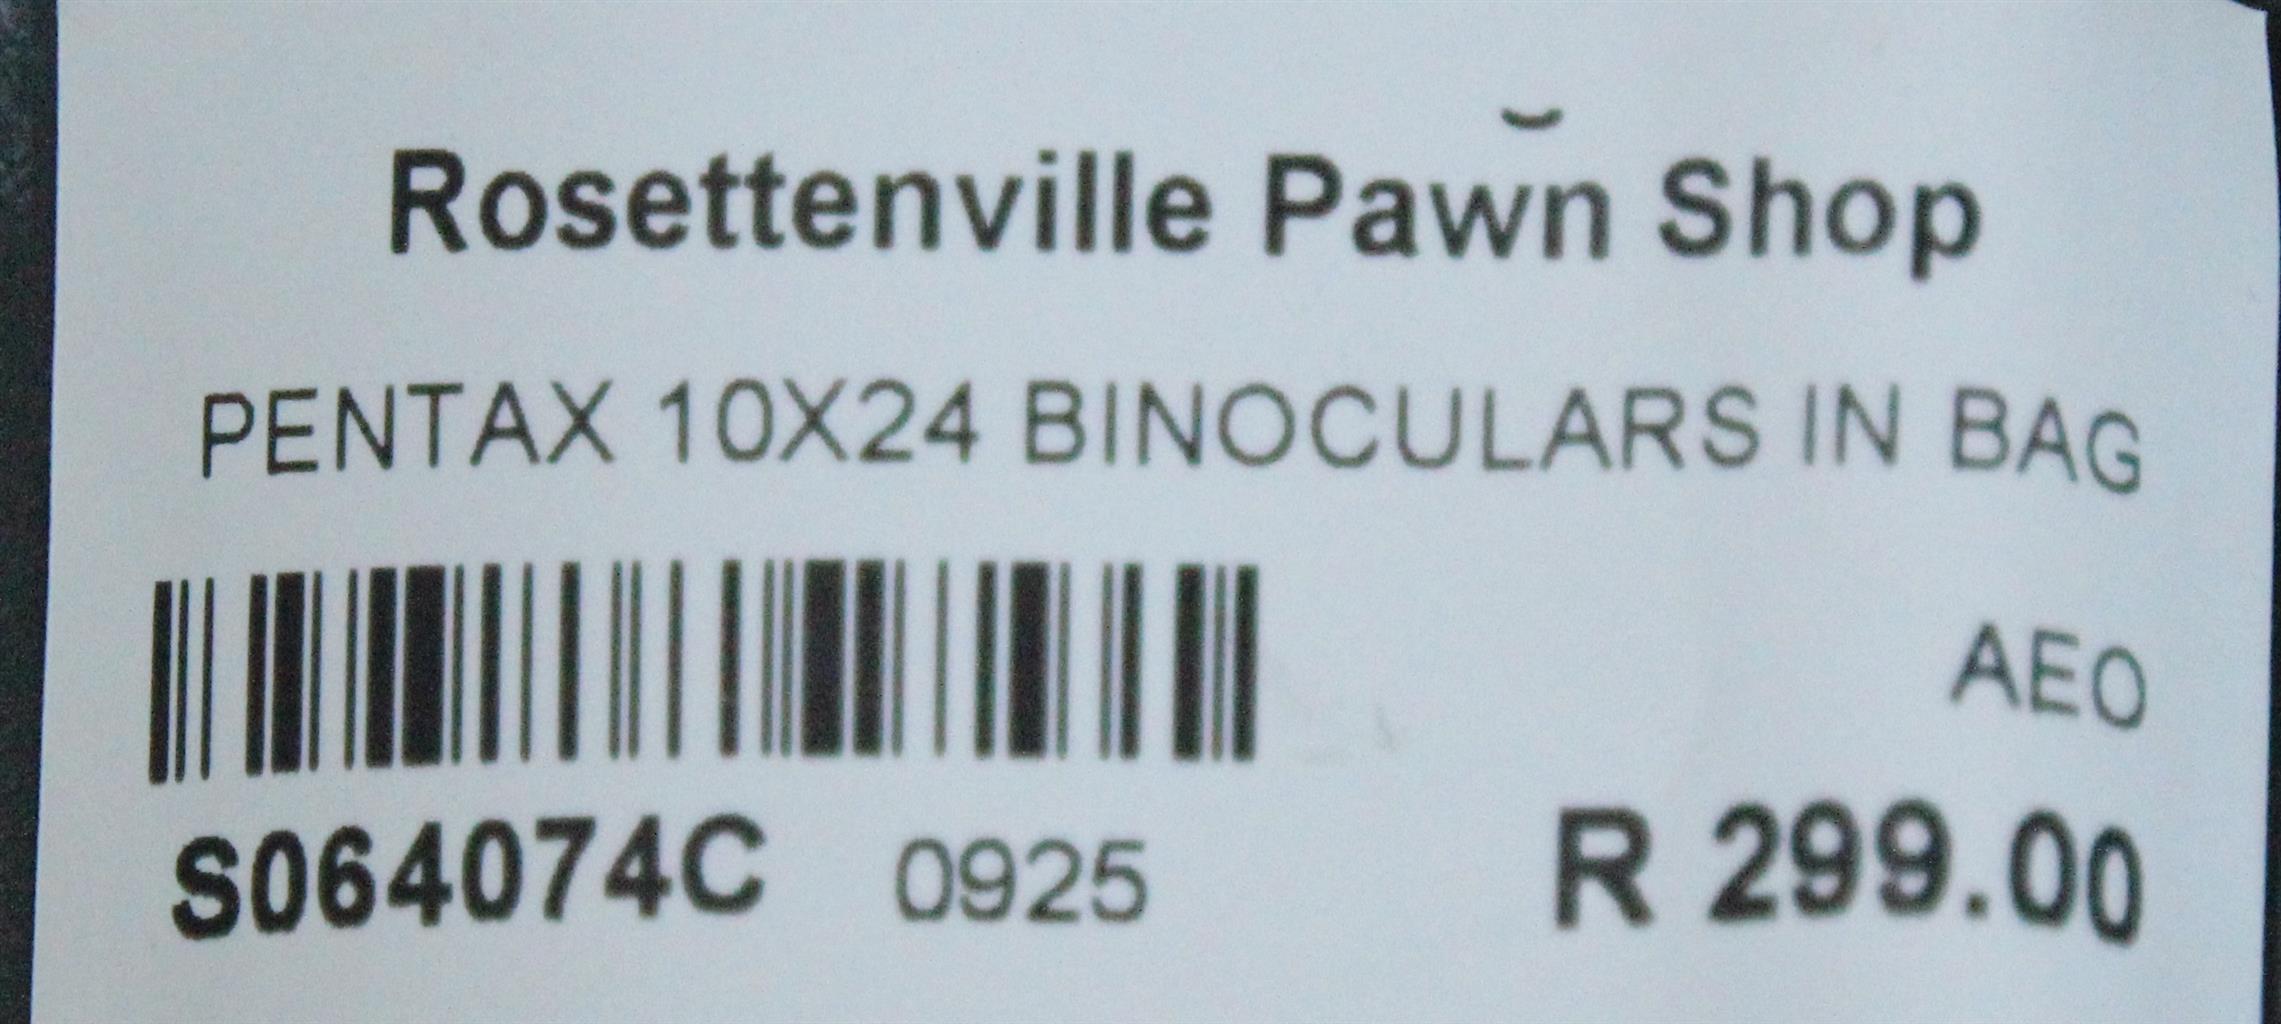 Rosettenville Pawn Shop
PENTAX 10X24 BINOCULARS IN BAG
AEO
S064074C 0925 R 299.00